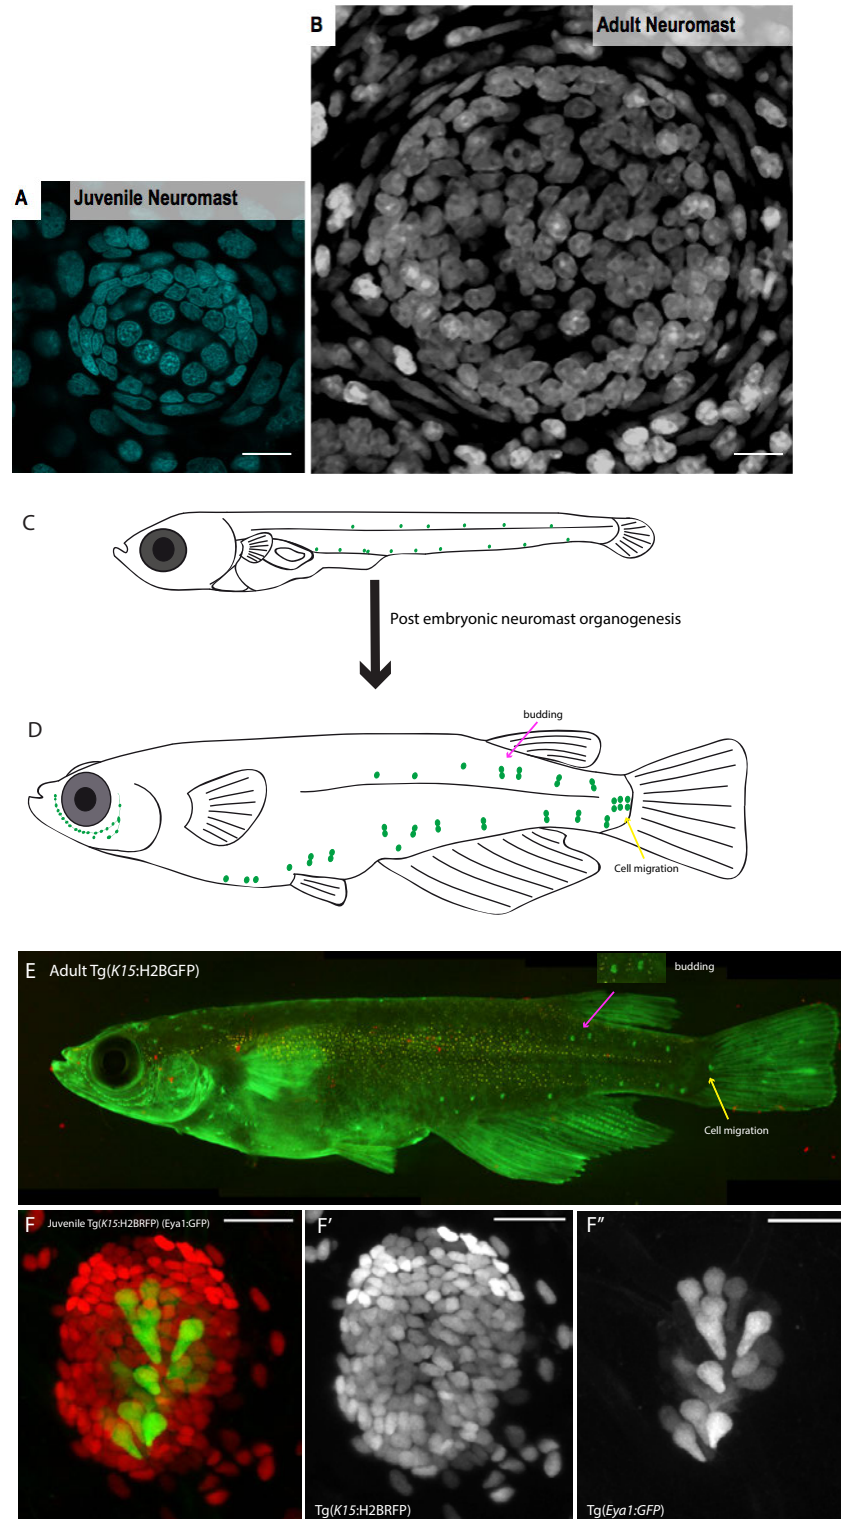 B
Adult Neuromast
A
Juvenile Neuromast
C
Post embryonic neuromast organogenesis
D
budding
Cell migration
E Adult Tg(K15:H2BGFP)
budding
Cell migration
F Juvenile Tg(K15:H2BRFP) (Eya1:GFP)
F'
F"
Tg(K15:H2BRFP)
Tg(Eya1:GFP)